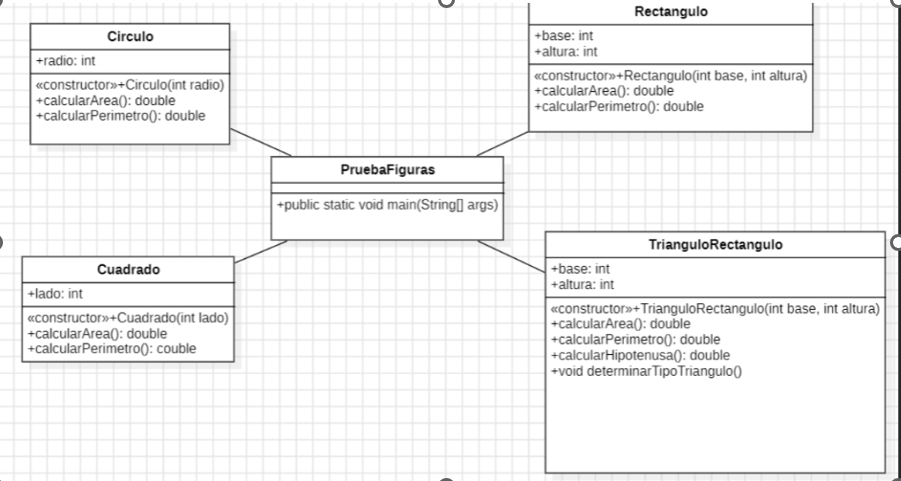 Circulo
+radio: int
«constructor»+Circulo(int radio)
+calcularArea(): double
+calcularPerimetro(): double
Rectangulo
+base: int
+altura: int
«constructor»+Rectangulo(int base, int altura)
+calcularArea(): double
+calcularPerimetro(): double
PruebaFiguras
+public static void main(String[] args)
Cuadrado
+lado: int
«constructor»+Cuadrado(int lado)
+calcularArea(): double
+calcularPerimetro(): couble
TrianguloRectangulo
+base: int
+altura: int
«constructor»+TrianguloRectangulo(int base, int altura)
+calcularArea(): double
+calcularPerimetro(): double
+calcularHipotenusa(): double
+void determinarTipoTriangulo()